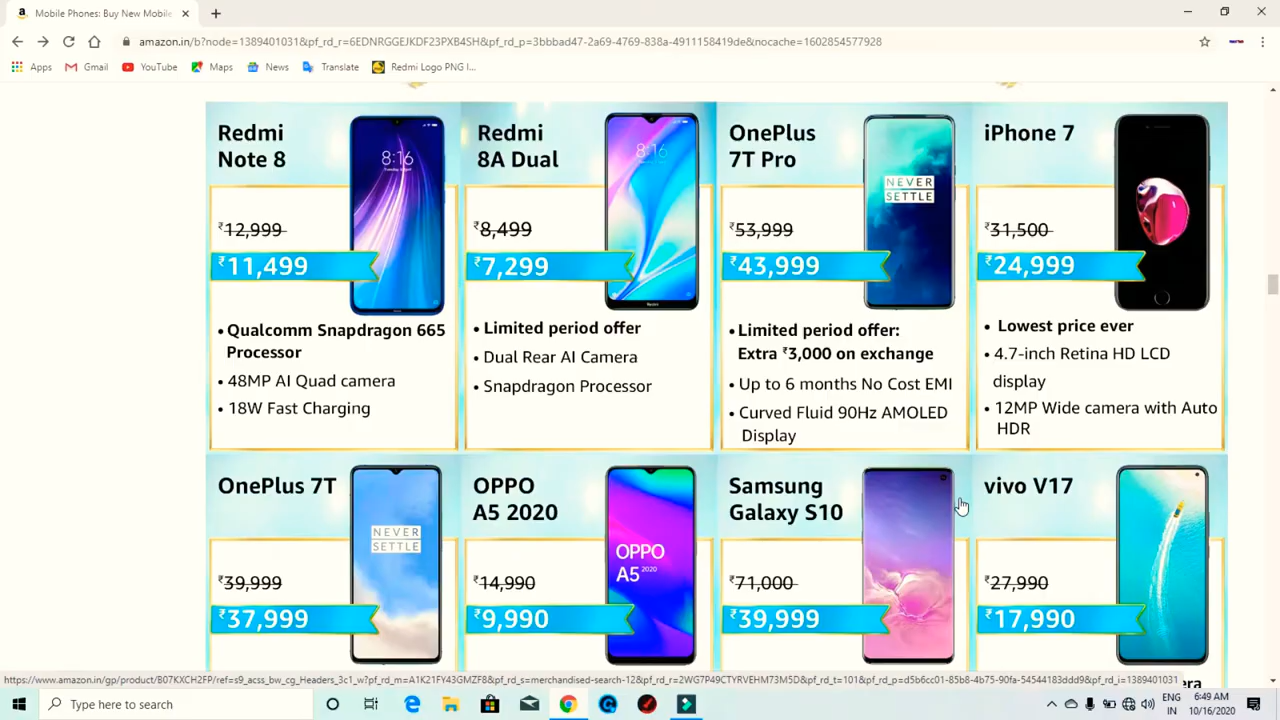 Mobile Phones: Buy New Mobile
amazon.in/b?node=1389401031&pf_rd_r=6EDNRGGEJKDF23PXB4SH&pf_rd_p=3bbbad47-2a69-4769-838a-4911158419de&nocache=1602854577928
Apps Gmail YouTube Maps News Translate Redmi Logo PNG I...
Redmi
Note 8
₹12,999
₹11,499
• Qualcomm Snapdragon 665
Processor
• 48MP AI Quad camera
• 18W Fast Charging
8:16
Redmi
8A Dual
₹8,499
₹7,299
• Limited period offer
• Dual Rear AI Camera
• Snapdragon Processor
8:16
Redmi
OnePlus
7T Pro
₹53,999
₹43,999
• Limited period offer:
Extra ₹3,000 on exchange
• Up to 6 months No Cost EMI
• Curved Fluid 90Hz AMOLED
Display
NEVER
SETTLE
iPhone 7
₹31,500
₹24,999
• Lowest price ever
• 4.7-inch Retina HD LCD
display
• 12MP Wide camera with Auto
HDR
OnePlus 7T
₹39,999
₹37,999
NEVER
SETTLE
OPPO
A5 2020
₹14,990
₹9,990
OPPO
A5 2020
Samsung
Galaxy S10
₹71,000
₹39,999
vivo V17
₹27,990
₹17,990
https://www.amazon.in/gp/product/B07KXCH2FP/ref=s9_acss_bw_cg_Headers_3c1_w?pf_rd_m=A1K21FY43GMZF8&pf_rd_s=merchandised-search-12&pf_rd_r=2WG7P49CTYRVEHM73M5D&pf_rd_t=101&pf_rd_p=d5b6cc01-85b8-4b75-90fa-54544183ddd9&pf_rd_i=1389401031
Type here to search
ENG
IN
6:49 AM
10/16/2020